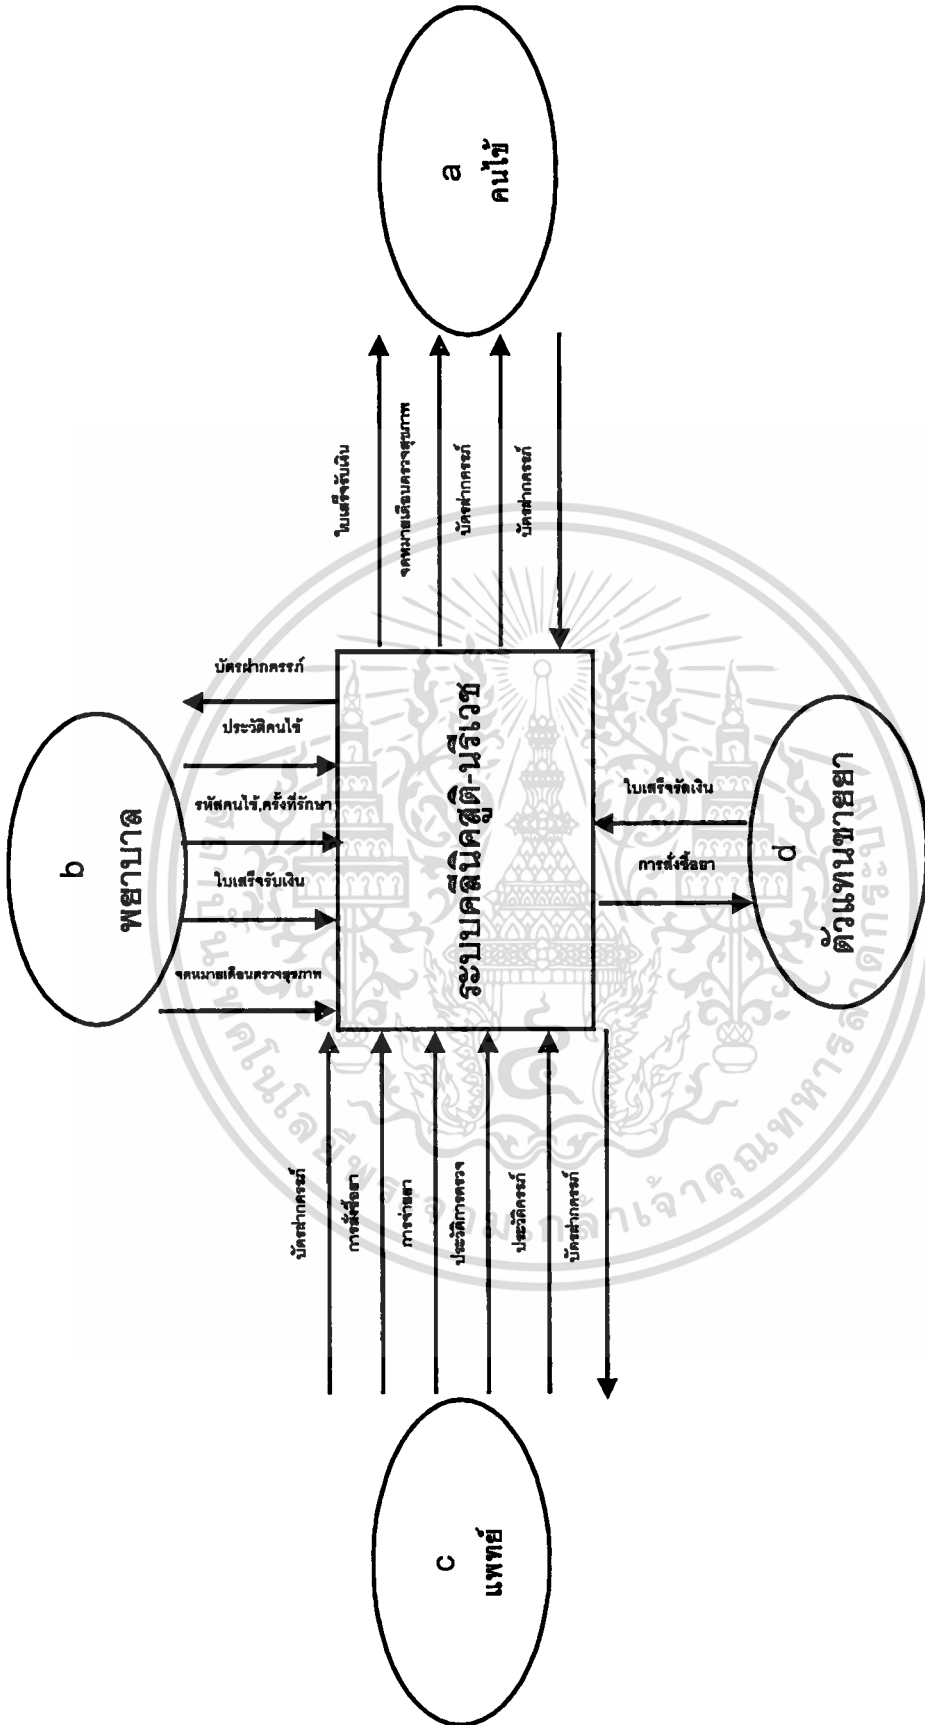 a
คนไข้
ใบเสร็จรับเงิน
จดหมายเตือนตรวจสุขภาพ
บัตรฝากครรภ์
บัตรฝากครรภ์
b
พยาบาล
บัตรฝากครรภ์
ประวัติคนไข้
รหัสคนไข้,ครั้งที่รักษา
ใบเสร็จรับเงิน
จดหมายเตือนตรวจสุขภาพ
ระบบคลีนิคสูติ-นรีเวช
ใบเสร็จรัดเงิน
การสั่งซื้อยา
d
ตัวแทนขายยา
บัตรฝากครรภ์
การสั่งซื้อยา
การจ่ายยา
ประวัติการตรวจ
ประวัติครรภ์
บัตรฝากครรภ์
c
แพทย์